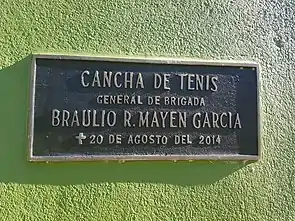 CANCHA DE TENIS
GENERAL DE BRIGADA
BRAULIO R. MAYEN GARCIA
✝ 20 DE AGOSTO DEL 2014